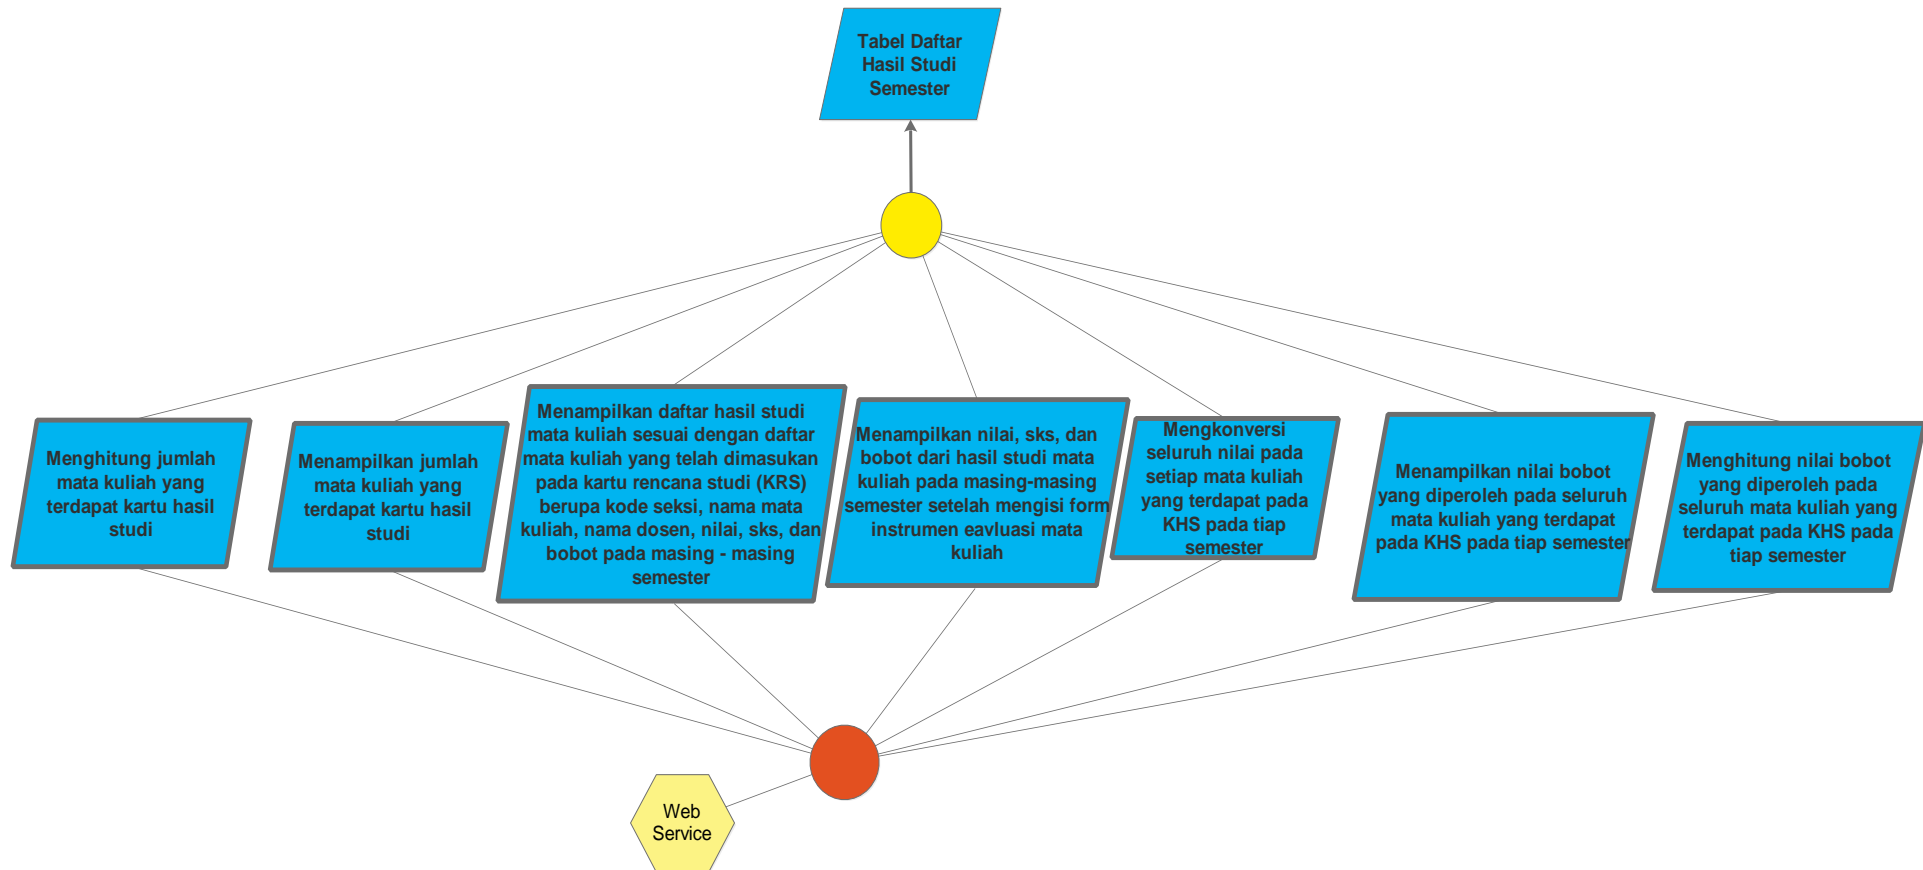 Tabel Daftar
Hasil Studi
Semester
Menghitung jumlah
mata kuliah yang
terdapat kartu hasil
studi
Menampilkan jumlah
mata kuliah yang
terdapat kartu hasil
studi
Menampilkan daftar hasil studi
mata kuliah sesuai dengan daftar
mata kuliah yang telah dimasukan
pada kartu rencana studi (KRS)
berupa kode seksi, nama mata
kuliah, nama dosen, nilai, sks, dan
bobot pada masing - masing
semester
Menampilkan nilai, sks, dan
bobot dari hasil studi mata
kuliah pada masing-masing
semester setelah mengisi form
instrumen eavluasi mata
kuliah
Mengkonversi
seluruh nilai pada
setiap mata kuliah
yang terdapat pada
KHS pada tiap
semester
Menampilkan nilai bobot
yang diperoleh pada seluruh
mata kuliah yang terdapat
pada KHS pada tiap semester
Menghitung nilai bobot
yang diperoleh pada
seluruh mata kuliah yang
terdapat pada KHS pada
tiap semester
Web
Service